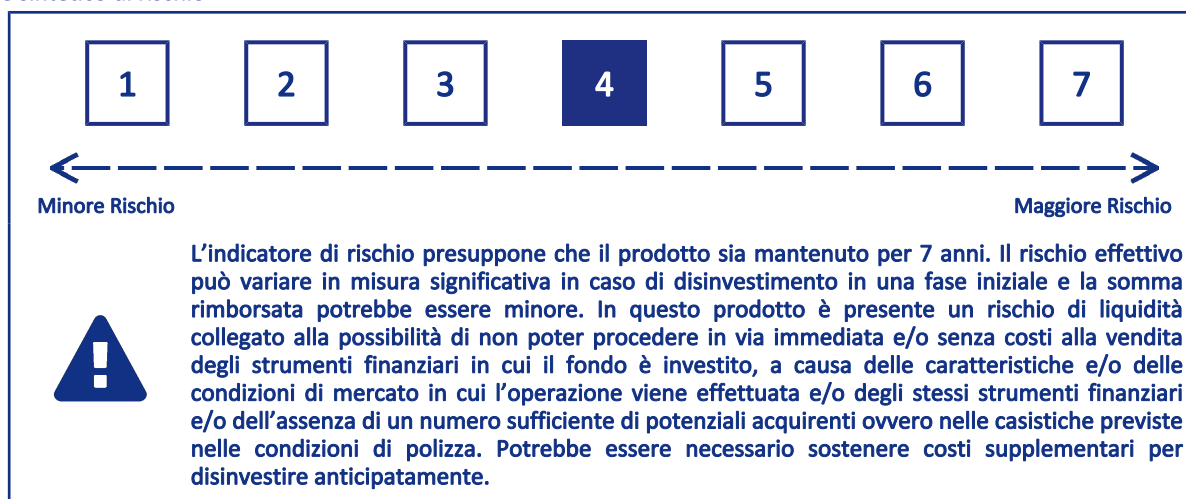 1 2 3 4 5 6 7
Minore Rischio Maggiore Rischio
L'indicatore di rischio presuppone che il prodotto sia mantenuto per 7 anni. Il rischio effettivo
può variare in misura significativa in caso di disinvestimento in una fase iniziale e la somma
rimborsata potrebbe essere minore. In questo prodotto è presente un rischio di liquidità
collegato alla possibilità di non poter procedere in via immediata e/o senza costi alla vendita
degli strumenti finanziari in cui il fondo è investito, a causa delle caratteristiche e/o delle
condizioni di mercato in cui l'operazione viene effettuata e/o degli stessi strumenti finanziari
e/o dell'assenza di un numero sufficiente di potenziali acquirenti ovvero nelle casistiche previste
nelle condizioni di polizza. Potrebbe essere necessario sostenere costi supplementari per
disinvestire anticipatamente.